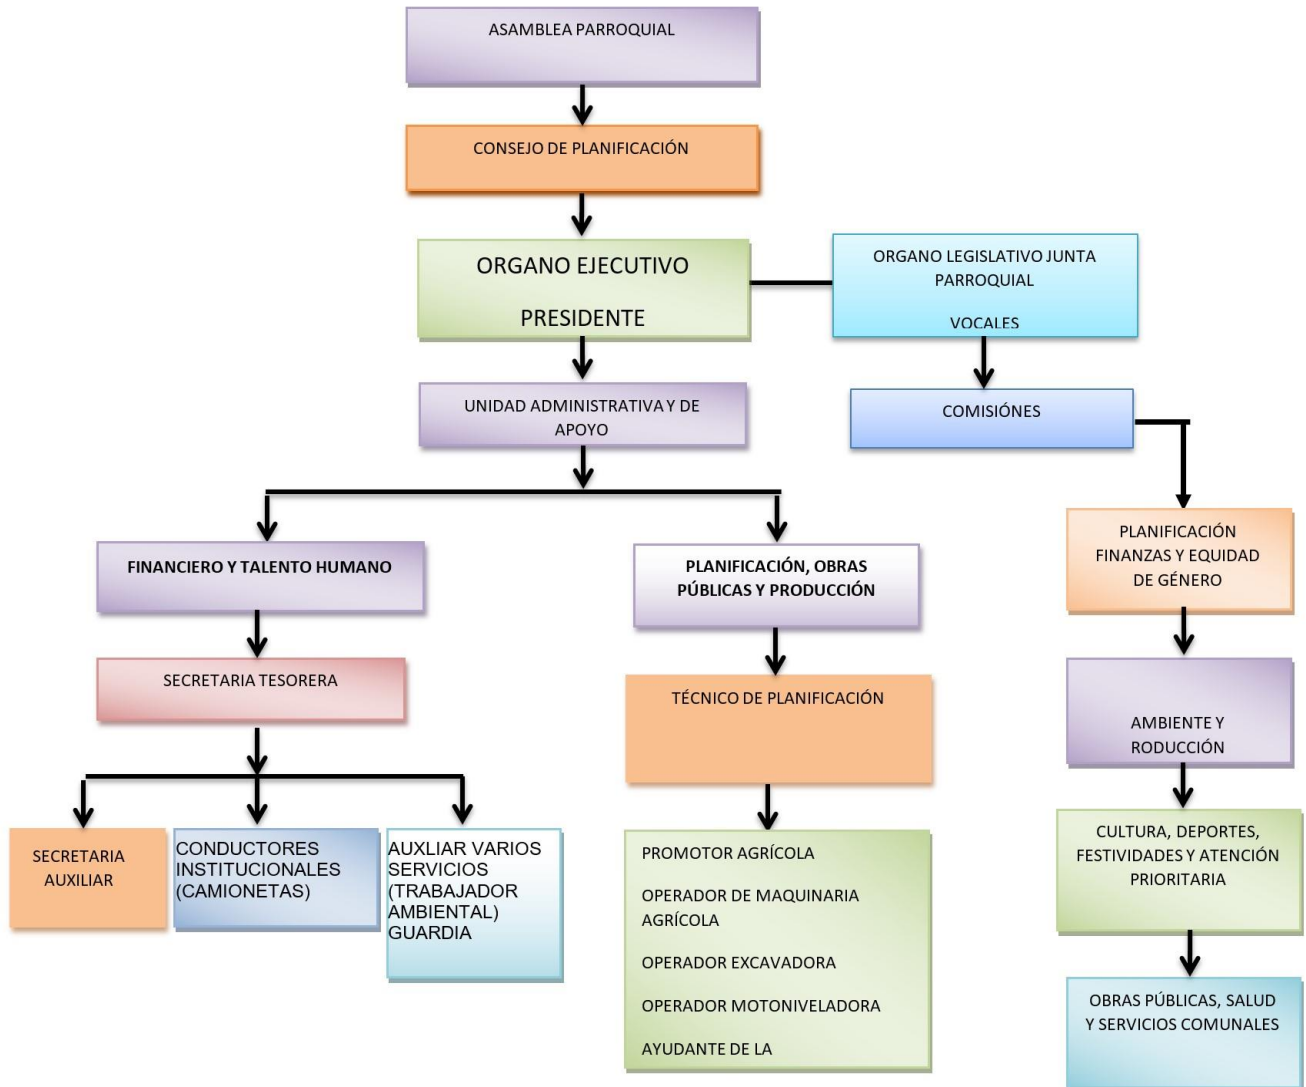 ASAMBLEA PARROQUIAL
CONSEJO DE PLANIFICACIÓN
ORGANO EJECUTIVO
PRESIDENTE
ORGANO LEGISLATIVO JUNTA
PARROQUIAL
VOCALES
UNIDAD ADMINISTRATIVA Y DE
APOYO
COMISIÓNES
FINANCIERO Y TALENTO HUMANO
PLANIFICACIÓN, OBRAS
PÚBLICAS Y PRODUCCIÓN
PLANIFICACIÓN
FINANZAS Y EQUIDAD
DE GÉNERO
SECRETARIA TESORERA
TÉCNICO DE PLANIFICACIÓN
AMBIENTE Y
RODUCCIÓN
SECRETARIA
AUXILIAR
CONDUCTORES
INSTITUCIONALES
(CAMIONETAS)
AUXLIAR VARIOS
SERVICIOS
(TRABAJADOR
AMBIENTAL)
GUARDIA
PROMOTOR AGRÍCOLA
OPERADOR DE MAQUINARIA
AGRÍCOLA
OPERADOR EXCAVADORA
OPERADOR MOTONIVELADORA
AYUDANTE DE LA
CULTURA, DEPORTES,
FESTIVIDADES Y ATENCIÓN
PRIORITARIA
OBRAS PÚBLICAS, SALUD
Y SERVICIOS COMUNALES